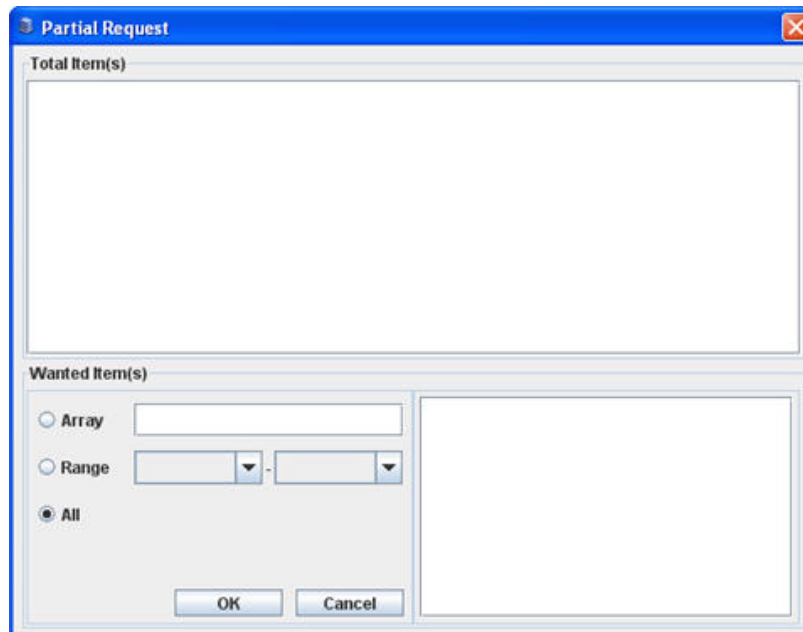 Partial Request
Total Item(s)
Wanted Item(s)
Array
Range -
All
OK Cancel